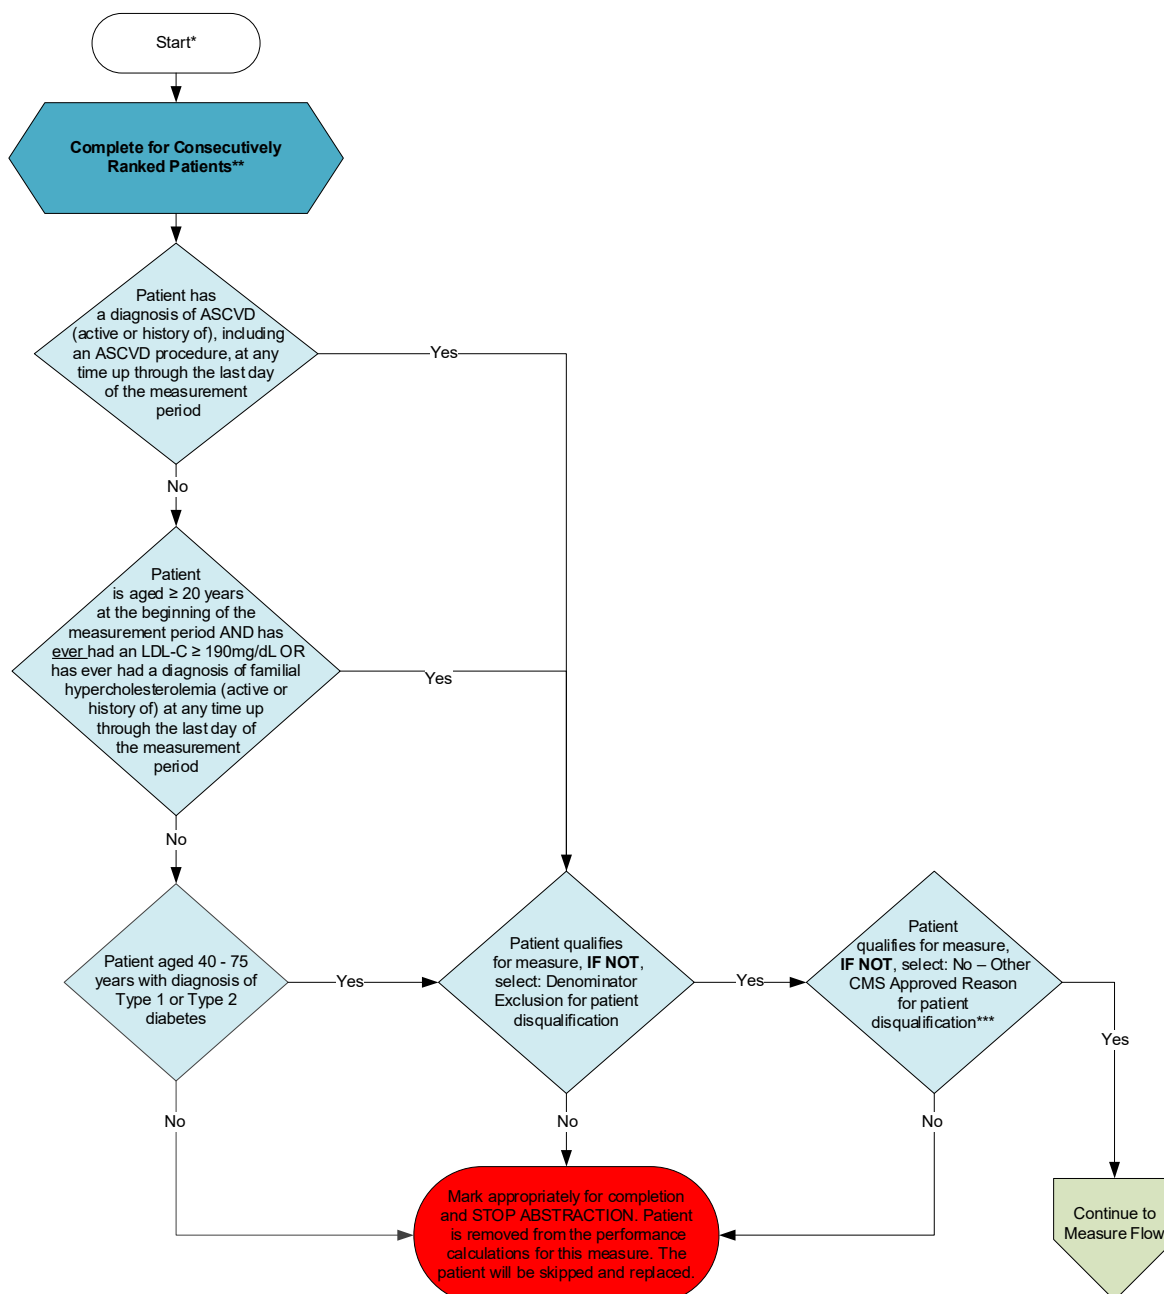 Start*
Complete for Consecutively
Ranked Patients**
Patient has
a diagnosis of ASCVD
(active or history of), including
an ASCVD procedure, at any
time up through the last day
of the measurement
period
Yes
No
Patient
is aged ≥ 20 years
at the beginning of the
measurement period AND has
ever had an LDL-C ≥ 190mg/dL OR
has ever had a diagnosis of familial
hypercholesterolemia (active or
history of) at any time up
through the last day of
the measurement
period
Yes
No
Patient aged 40 - 75
years with diagnosis of
Type 1 or Type 2
diabetes
Yes
No
Patient qualifies
for measure, IF NOT,
select: Denominator
Exclusion for patient
disqualification
Yes
No
Patient
qualifies for measure,
IF NOT, select: No – Other
CMS Approved Reason
for patient
disqualification***
Yes
No
Mark appropriately for completion
and STOP ABSTRACTION. Patient
is removed from the performance
calculations for this measure. The
patient will be skipped and replaced.
Continue to
Measure Flow